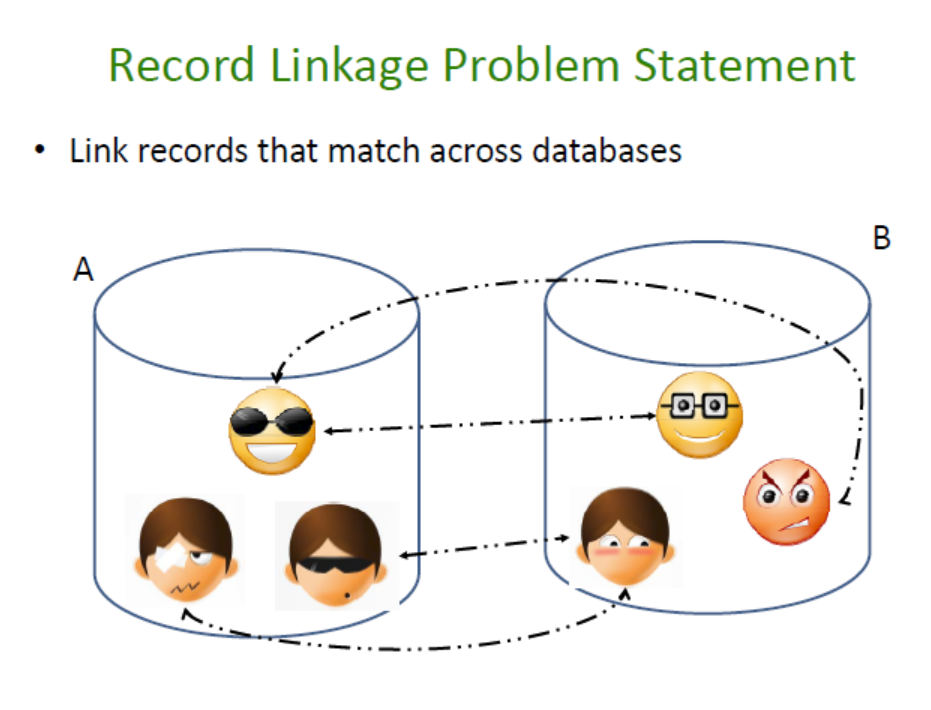 Record Linkage Problem Statement
• Link records that match across databases
A
B